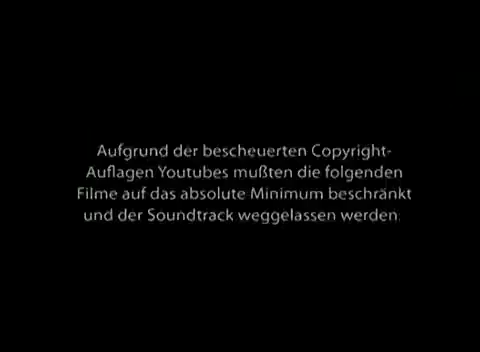 Aufgrund der bescheuerten Copyright-
Auflagen Youtubes mußten die folgenden
Filme auf das absolute Minimum beschränkt
und der Soundtrack weggelassen werden.